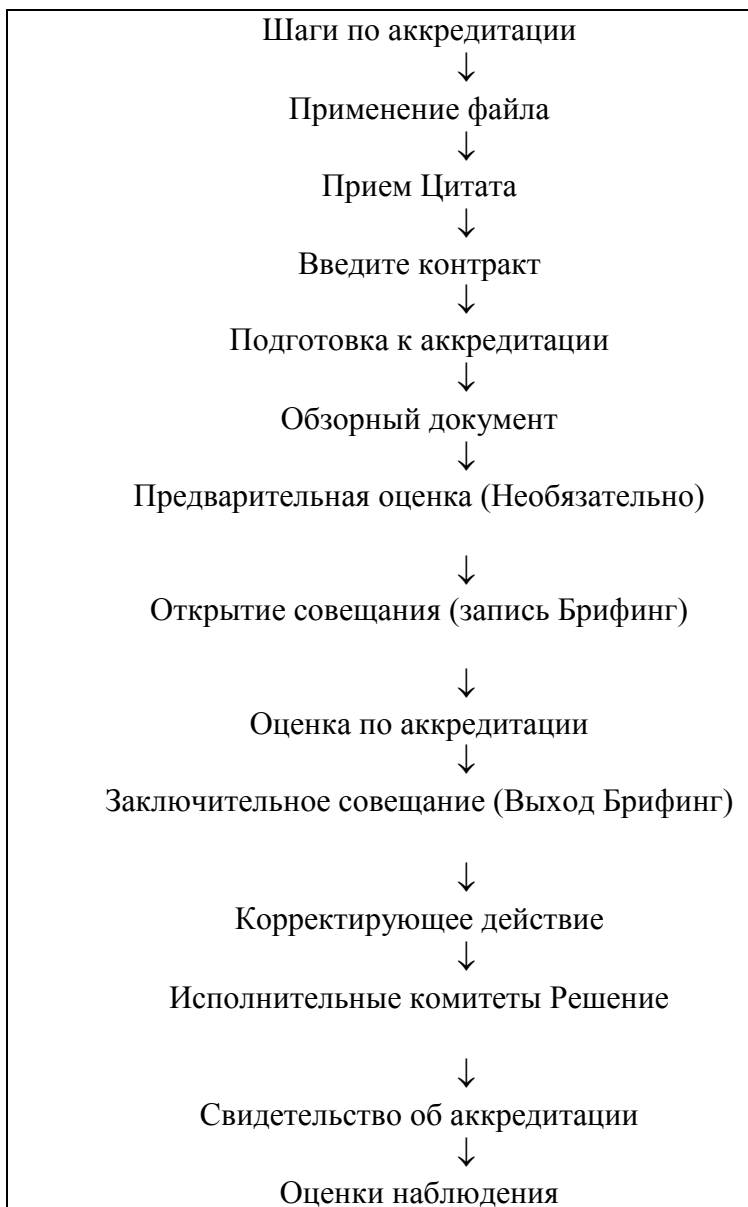 Шаги по аккредитации
↓
Применение файла
↓
Прием Цитата
↓
Введите контракт
↓
Подготовка к аккредитации
↓
Обзорный документ
↓
Предварительная оценка (Необязательно)
↓
Открытие совещания (запись Брифинг)
↓
Оценка по аккредитации
↓
Заключительное совещание (Выход Брифинг)
↓
Корректирующее действие
↓
Исполнительные комитеты Решение
↓
Свидетельство об аккредитации
↓
Оценки наблюдения